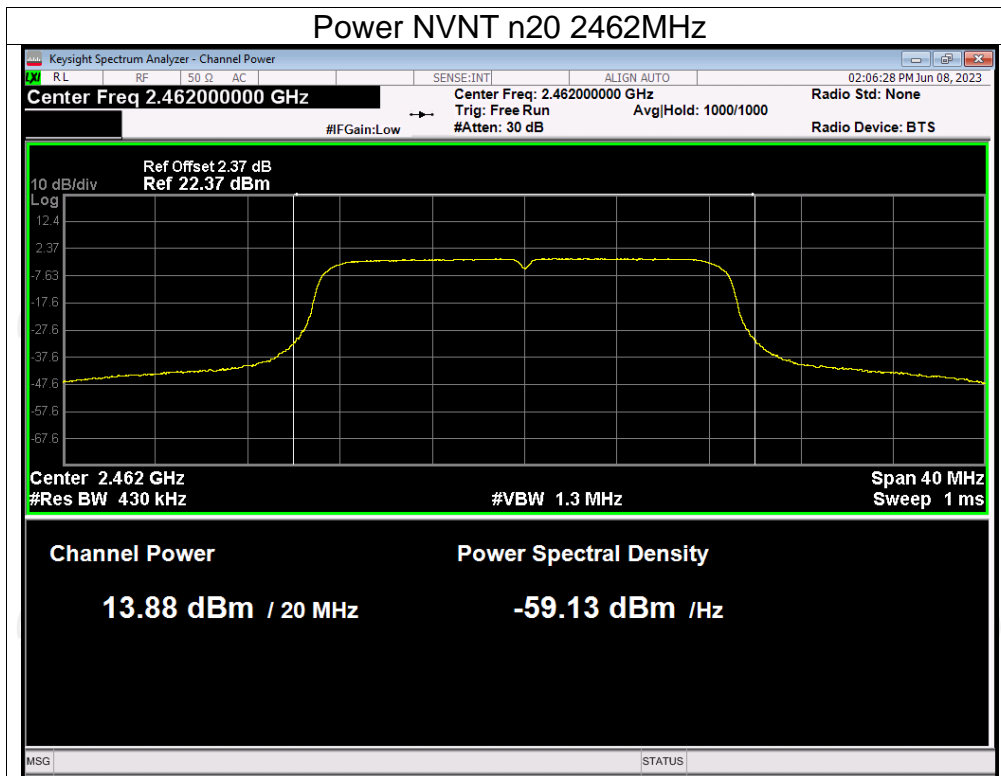 Power NVNT n20 2462MHz
Keysight Spectrum Analyzer - Channel Power
LXI RL RF 50 Ω AC SENSE:INT ALIGN AUTO 02:06:28 PM Jun 08, 2023
Center Freq 2.462000000 GHz
Center Freq: 2.462000000 GHz
Radio Std: None
Trig: Free Run Avg|Hold: 1000/1000
#IFGain:Low #Atten: 30 dB Radio Device: BTS
Ref Offset 2.37 dB
10 dB/div Ref 22.37 dBm
Log
12.4
2.37
-7.63
-17.6
-27.6
-37.6
-47.6
-57.6
-67.6
Center 2.462 GHz Span 40 MHz
#Res BW 430 kHz #VBW 1.3 MHz Sweep 1 ms
Channel Power Power Spectral Density
13.88 dBm / 20 MHz -59.13 dBm /Hz
MSG STATUS